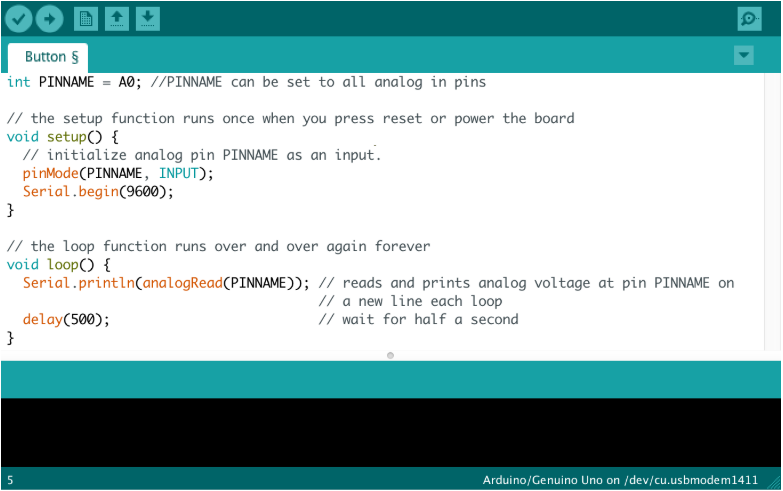 Button §
int PINNAME = A0; //PINNAME can be set to all analog in pins
// the setup function runs once when you press reset or power the board
void setup() {
// initialize analog pin PINNAME as an input.
pinMode(PINNAME, INPUT);
Serial.begin(9600);
}
// the loop function runs over and over again forever
void loop() {
Serial.println(analogRead(PINNAME)); // reads and prints analog voltage at pin PINNAME on
// a new line each loop
delay(500); // wait for half a second
}
5 Arduino/Genuino Uno on /dev/cu.usbmodem1411